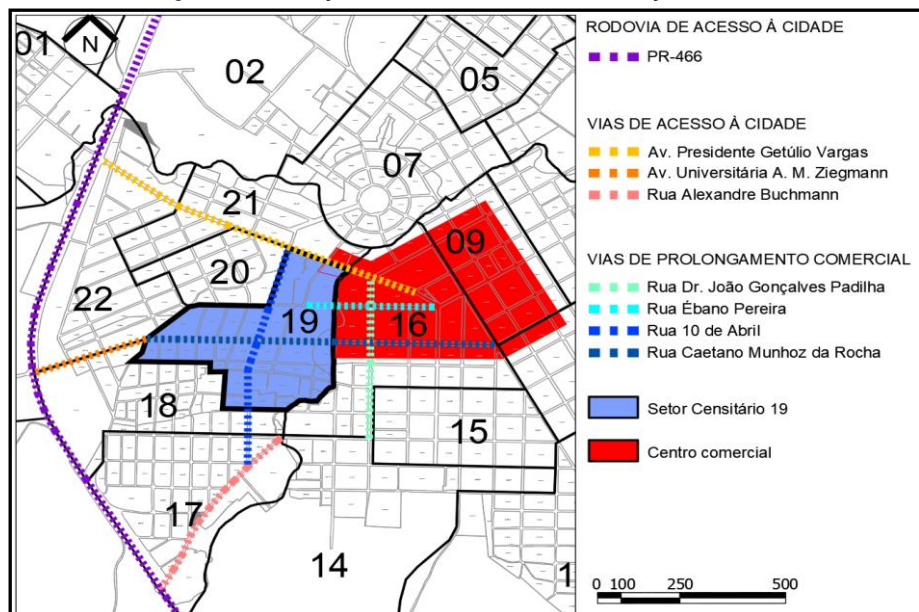 01
N
02
05
07
21
09
20
22
19
16
18
15
17
14
1
RODOVIA DE ACESSO À CIDADE
PR-466
VIAS DE ACESSO À CIDADE
Av. Presidente Getúlio Vargas
Av. Universitária A. M. Ziegmann
Rua Alexandre Buchmann
VIAS DE PROLONGAMENTO COMERCIAL
Rua Dr. João Gonçalves Padilha
Rua Ébano Pereira
Rua 10 de Abril
Rua Caetano Munhoz da Rocha
Setor Censitário 19
Centro comercial
0 100 250 500